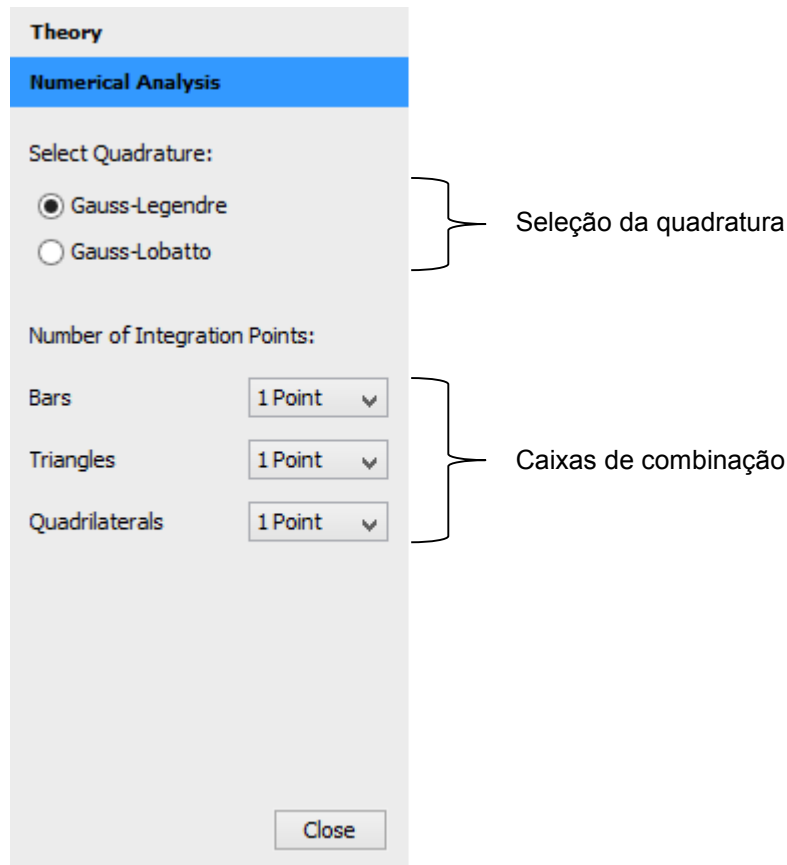 Theory
Numerical Analysis
Select Quadrature:
Gauss-Legendre
Gauss-Lobatto
Seleção da quadratura
Number of Integration Points:
Bars 1 Point
Triangles 1 Point
Caixas de combinação
Quadrilaterals 1 Point
Close